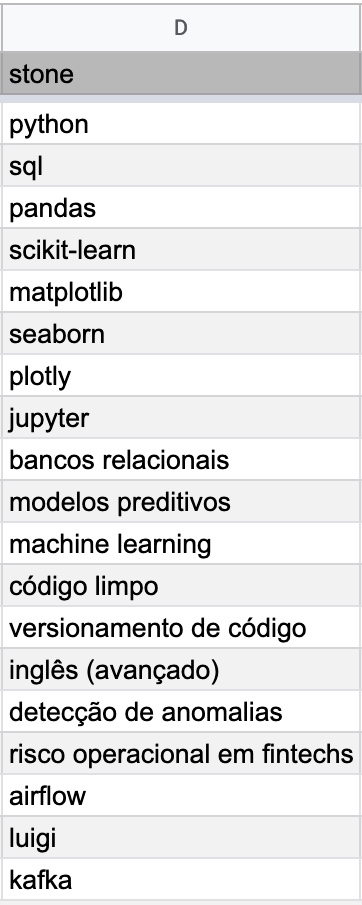 D
stone
python
sql
pandas
scikit-learn
matplotlib
seaborn
plotly
jupyter
bancos relacionais
modelos preditivos
machine learning
código limpo
versionamento de código
inglês (avançado)
detecção de anomalias
risco operacional em fintechs
airflow
luigi
kafka